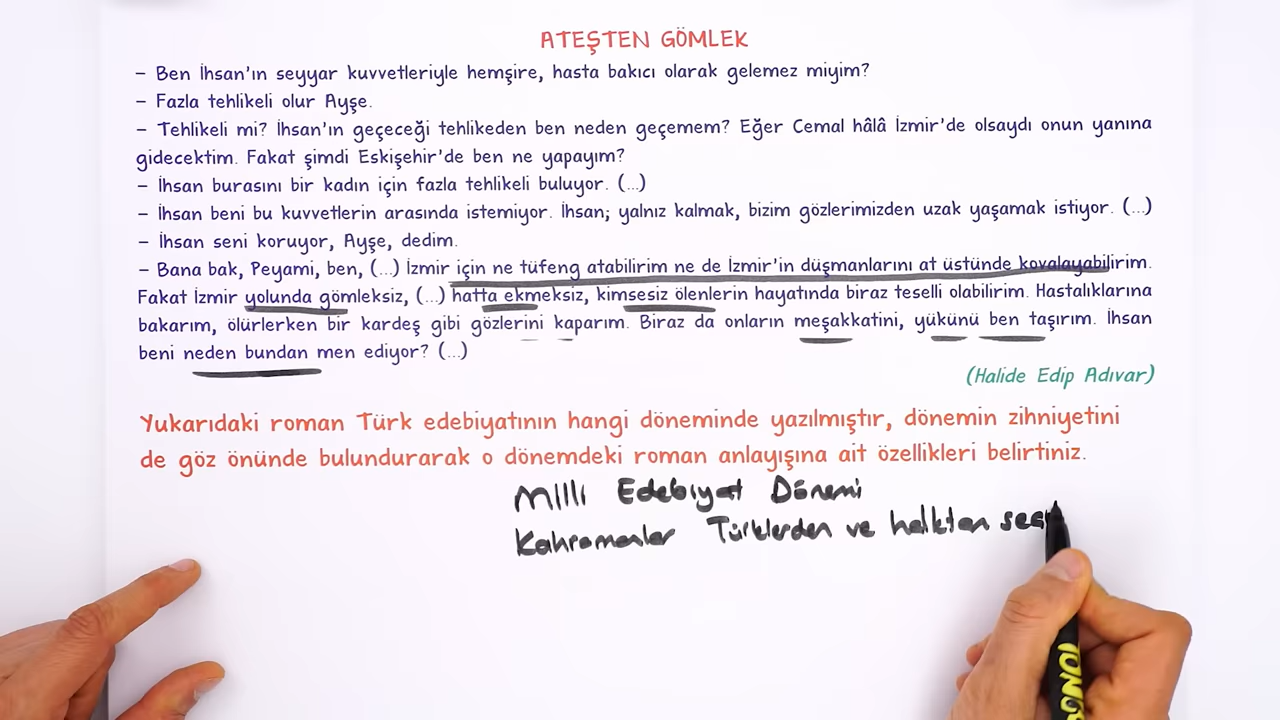 ATEŞTEN GÖMLEK
– Ben İhsan'ın seyyar kuvvetleriyle hemşire, hasta bakıcı olarak gelemez miyim?
– Fazla tehlikeli olur Ayşe.
– Tehlikeli mi? İhsan'ın geçeceği tehlikeden ben neden geçemem? Eğer Cemal hâlâ İzmir'de olsaydı onun yanına
gidecektim. Fakat şimdi Eskişehir'de ben ne yapayım?
– İhsan burasını bir kadın için fazla tehlikeli buluyor. (...)
– İhsan beni bu kuvvetlerin arasında istemiyor. İhsan; yalnız kalmak, bizim gözlerimizden uzak yaşamak istiyor. (...)
– İhsan seni koruyor, Ayşe, dedim.
– Bana bak, Peyami, ben, (...) İzmir için ne tüfeng atabilirim ne de İzmir'in düşmanlarını at üstünde kovalayabilirim.
Fakat İzmir yolunda gömleksiz, (...) hatta ekmeksiz, kimsesiz ölenlerin hayatında biraz teselli olabilirim. Hastalıklarına
bakarım, ölürlerken bir kardeş gibi gözlerini kaparım. Biraz da onların meşakkatini, yükünü ben taşırım. İhsan
beni neden bundan men ediyor? (...)
(Halide Edip Adıvar)
Yukarıdaki roman Türk edebiyatının hangi döneminde yazılmıştır, dönemin zihniyetini
de göz önünde bulundurarak o dönemdeki roman anlayışına ait özellikleri belirtiniz.
Milli Edebiyat Dönemi
Kahramanlar Türklerden ve halktan